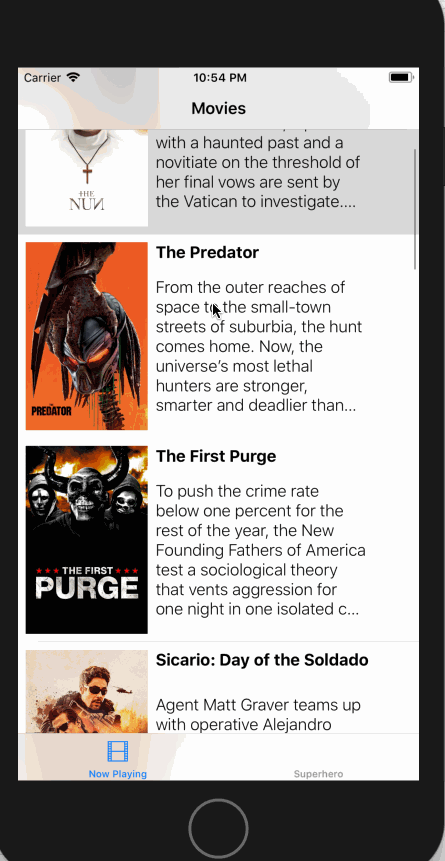 Carrier
10:54 PM
Movies
with a haunted past and a
novitiate on the threshold of
her final vows are sent by
the Vatican to investigate....
THE
NUN
The Predator
From the outer reaches of
space to the small-town
streets of suburbia, the hunt
comes home. Now, the
universe’s most lethal
hunters are stronger,
smarter and deadlier than...
PREDATOR
The First Purge
To push the crime rate
below one percent for the
rest of the year, the New
Founding Fathers of America
test a sociological theory
that vents aggression for
one night in one isolated c...
THE FIRST
PURGE
Sicario: Day of the Soldado
Agent Matt Graver teams up
with operative Alejandro
Now Playing
Superhero